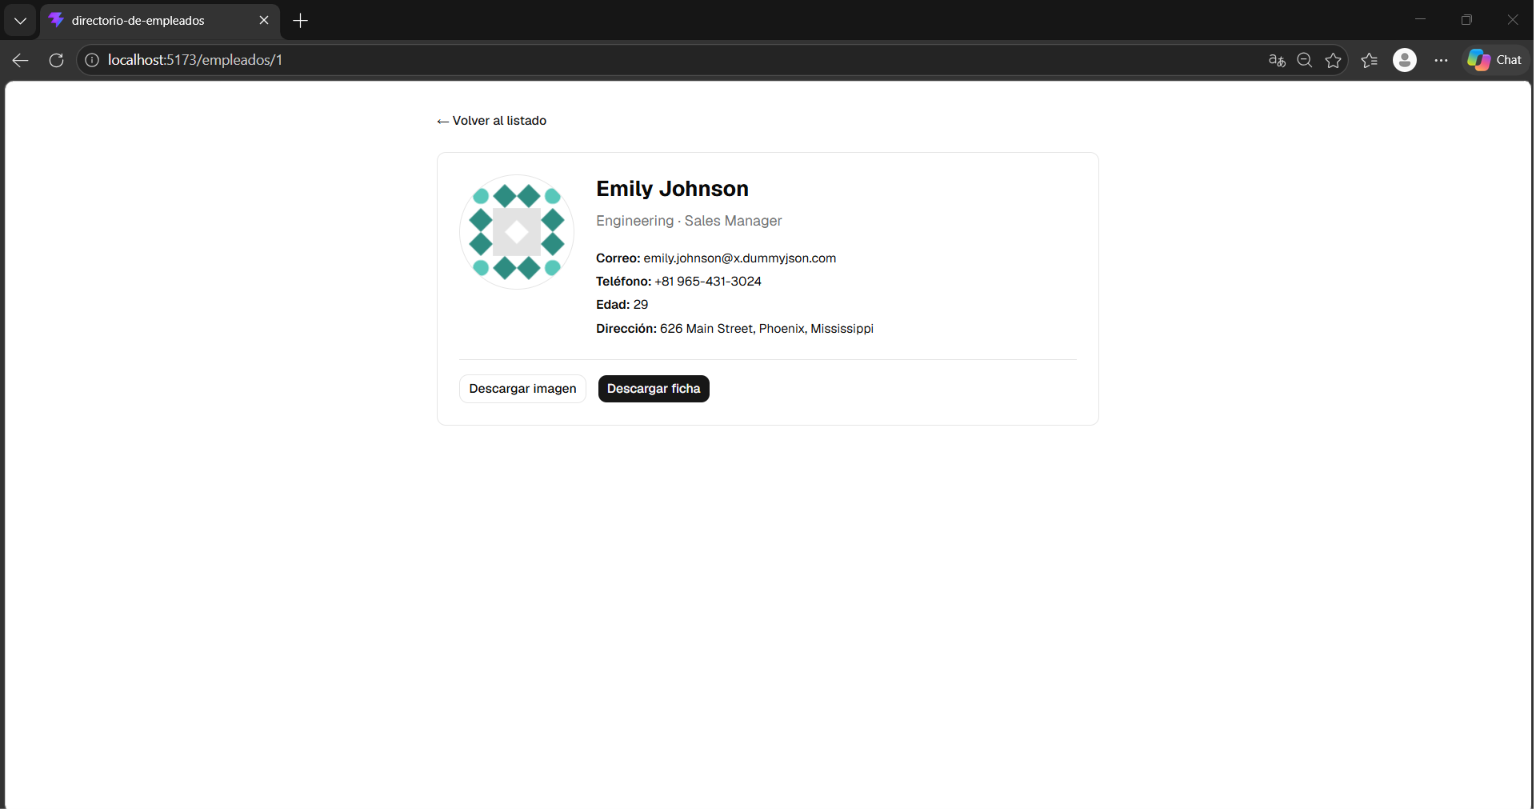 directorio-de-empleados
localhost:5173/empleados/1
Chat
← Volver al listado
Emily Johnson
Engineering · Sales Manager
Correo: emily.johnson@x.dummyjson.com
Teléfono: +81 965-431-3024
Edad: 29
Dirección: 626 Main Street, Phoenix, Mississippi
Descargar imagen
Descargar ficha